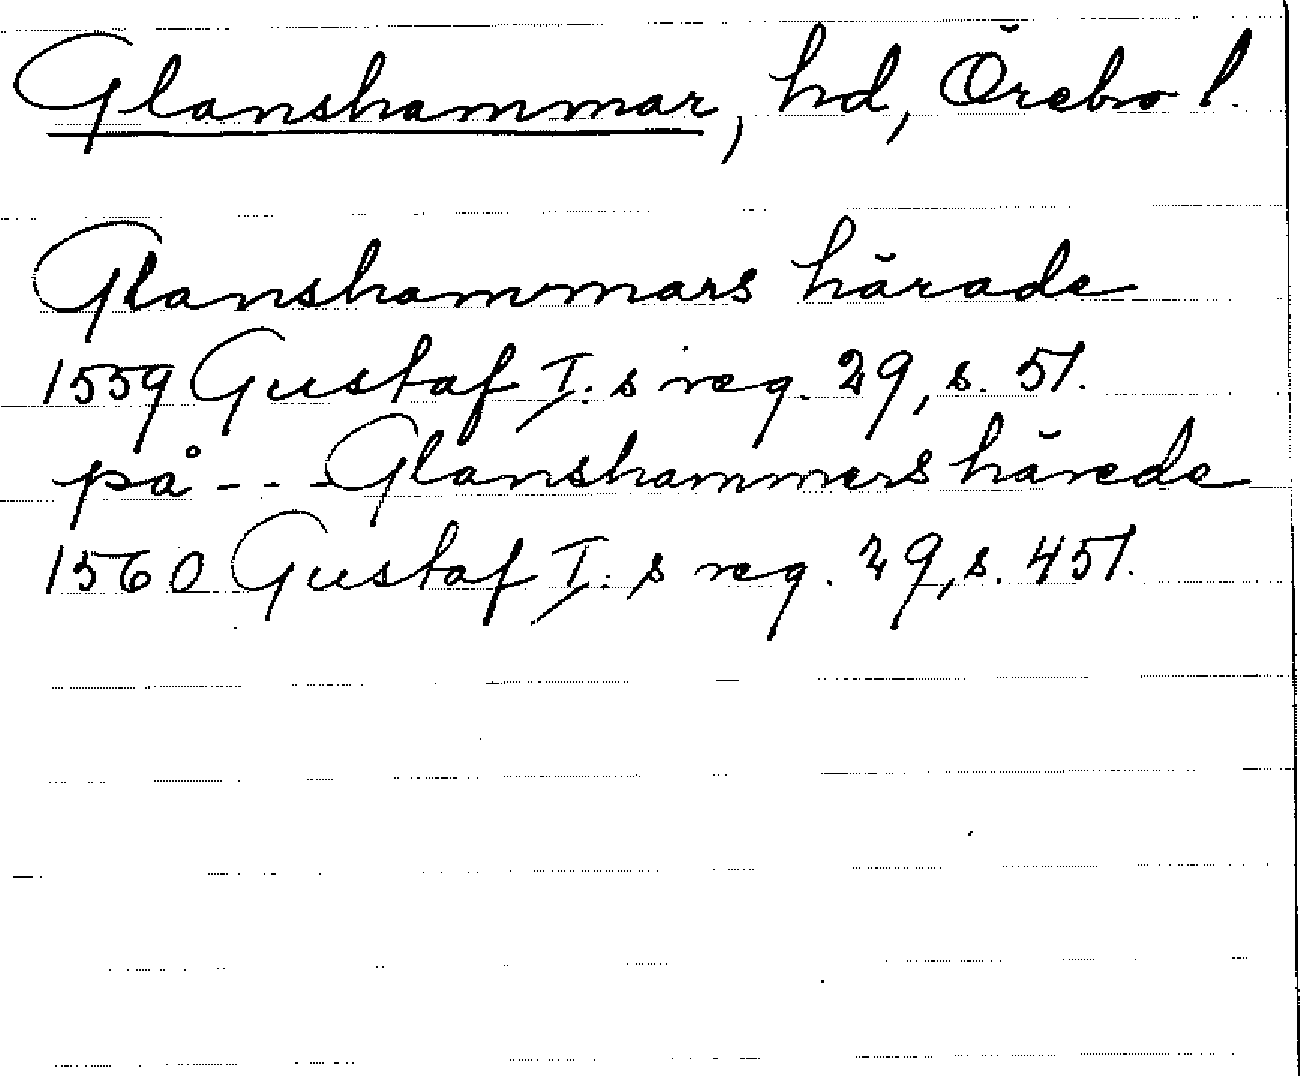 Glanshammar, hd, Örebro l.
Glanshammars härade
1559 Gustaf I:s reg. 29, s. 51.
på - - - Glanshammers härede
1560 Gustaf I:s reg. 29, s. 451.